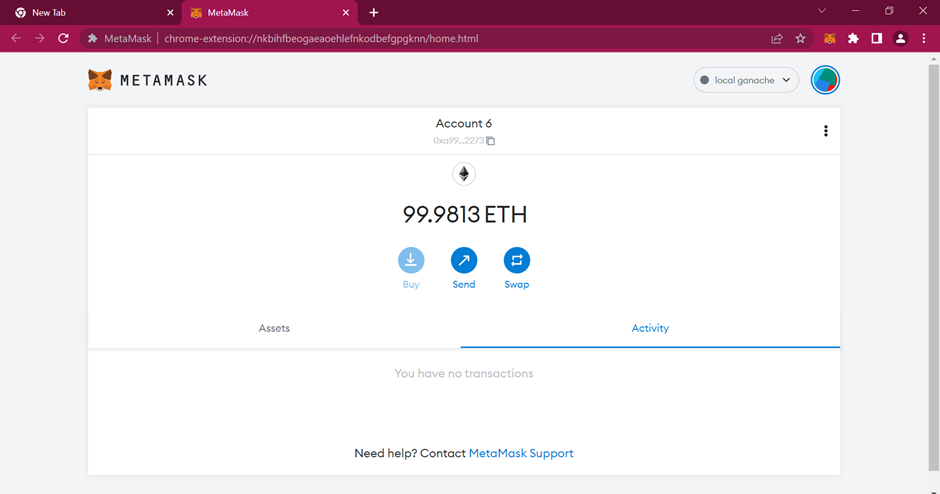 New Tab
MetaMask
MetaMask | chrome-extension://nkbihfbeogaeaoehlefnkodbefgpgknn/home.html
METAMASK
local ganache
Account 6
0xa99...2273
99.9813 ETH
Buy
Send
Swap
Assets
Activity
You have no transactions
Need help? Contact MetaMask Support